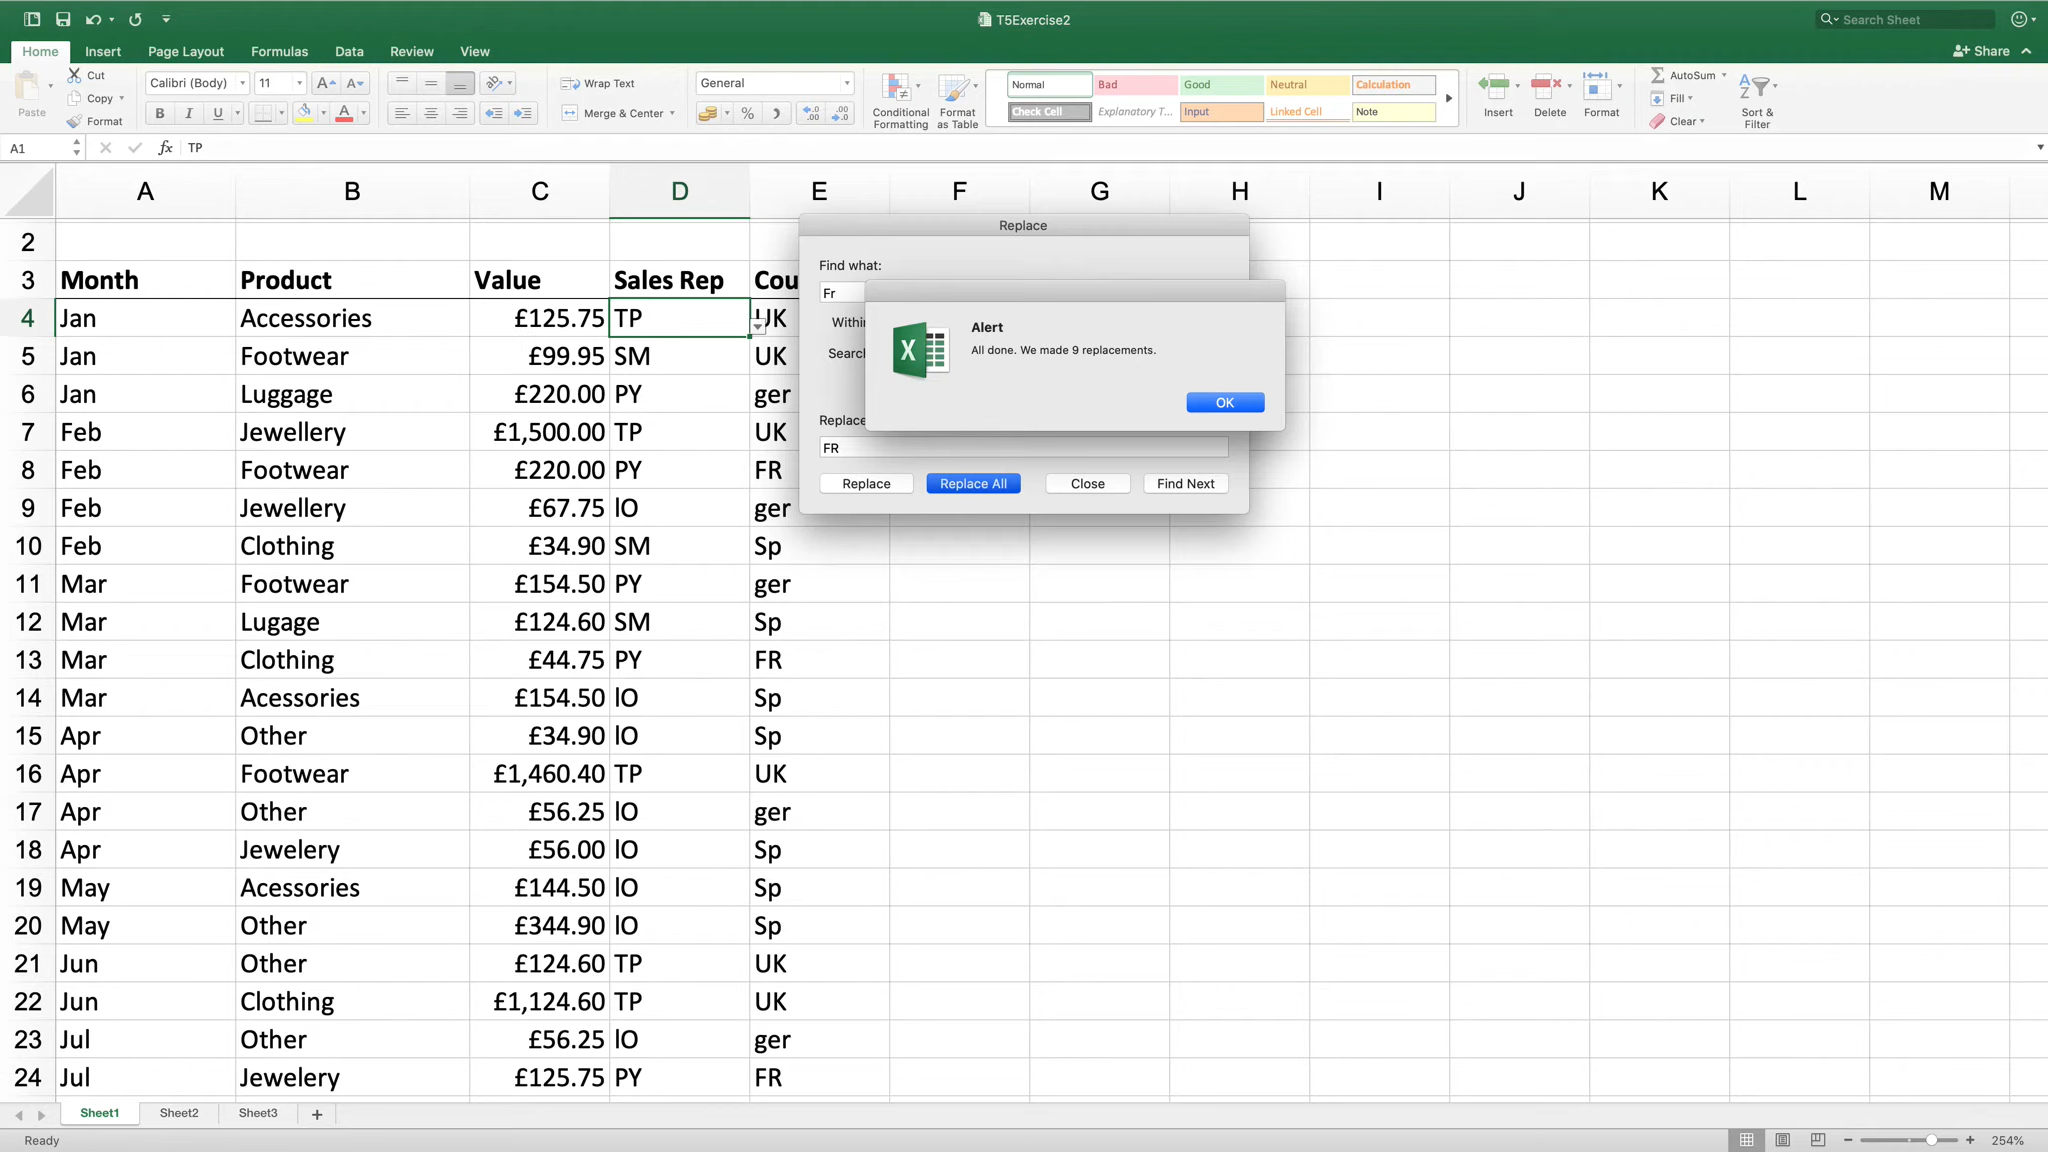 T5Exercise2
Search Sheet
Home Insert Page Layout Formulas Data Review View
Share
Paste
Cut
Copy
Format
Calibri (Body) 11
B I U
Wrap Text
Merge & Center
General
Conditional Formatting
Format as Table
Normal Bad Good Neutral Calculation
Check Cell Explanatory T... Input Linked Cell Note
Insert Delete Format
AutoSum
Fill
Clear
Sort & Filter
A1 fx TP
A B C D E F G H I J K L M
2
3 Month Product Value Sales Rep Cou
4 Jan Accessories £125.75 TP UK
5 Jan Footwear £99.95 SM UK
6 Jan Luggage £220.00 PY ger
7 Feb Jewellery £1,500.00 TP UK
8 Feb Footwear £220.00 PY FR
9 Feb Jewellery £67.75 lO ger
10 Feb Clothing £34.90 SM Sp
11 Mar Footwear £154.50 PY ger
12 Mar Lugage £124.60 SM Sp
13 Mar Clothing £44.75 PY FR
14 Mar Acessories £154.50 lO Sp
15 Apr Other £34.90 lO Sp
16 Apr Footwear £1,460.40 TP UK
17 Apr Other £56.25 lO ger
18 Apr Jewelery £56.00 lO Sp
19 May Acessories £144.50 lO Sp
20 May Other £344.90 lO Sp
21 Jun Other £124.60 TP UK
22 Jun Clothing £1,124.60 TP UK
23 Jul Other £56.25 lO ger
24 Jul Jewelery £125.75 PY FR
Replace
Find what:
Fr
Withi
Search
Alert
All done. We made 9 replacements.
OK
Replace
FR
Replace Replace All Close Find Next
Sheet1 Sheet2 Sheet3 +
Ready
254%